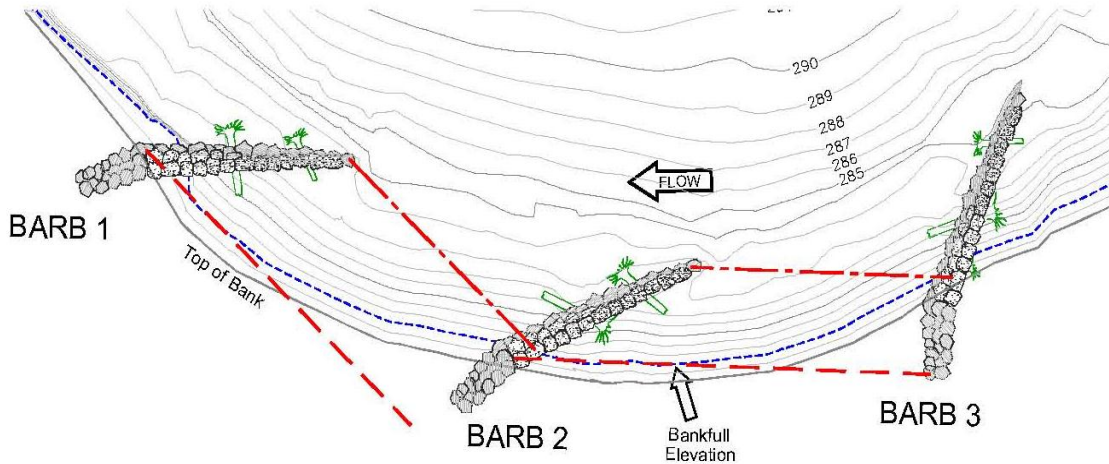 290
289
288
287
286
285
FLOW
BARB 1
Top of Bank
BARB 2
Bankfull
Elevation
BARB 3